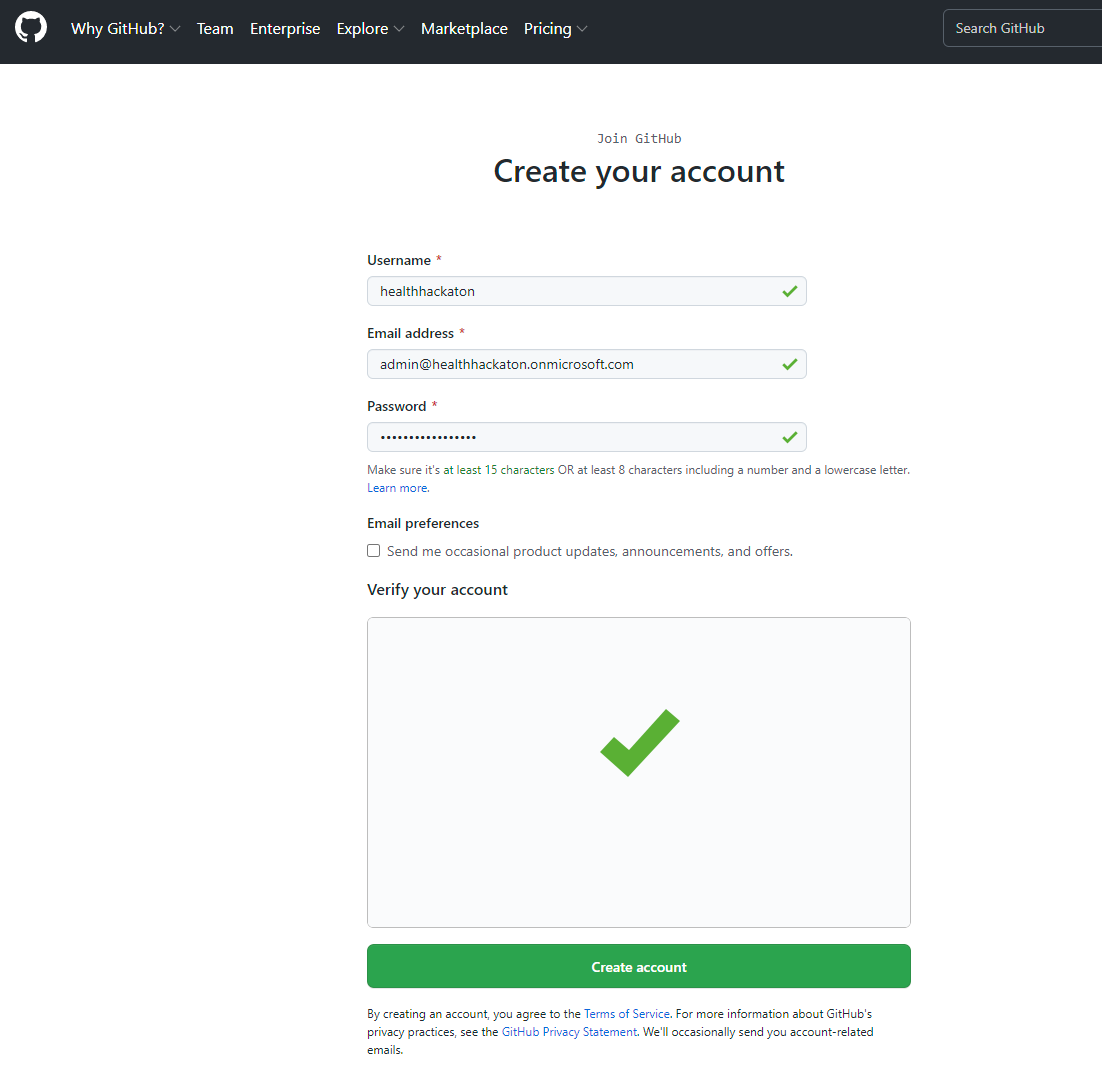 Why GitHub? Team Enterprise Explore Marketplace Pricing Search GitHub
Join GitHub
Create your account
Username *
healthhackaton
Email address *
admin@healthhackaton.onmicrosoft.com
Password *
•••••••••••••••••
Make sure it's at least 15 characters OR at least 8 characters including a number and a lowercase letter.
Learn more.
Email preferences
Send me occasional product updates, announcements, and offers.
Verify your account
Create account
By creating an account, you agree to the Terms of Service. For more information about GitHub's
privacy practices, see the GitHub Privacy Statement. We'll occasionally send you account-related
emails.